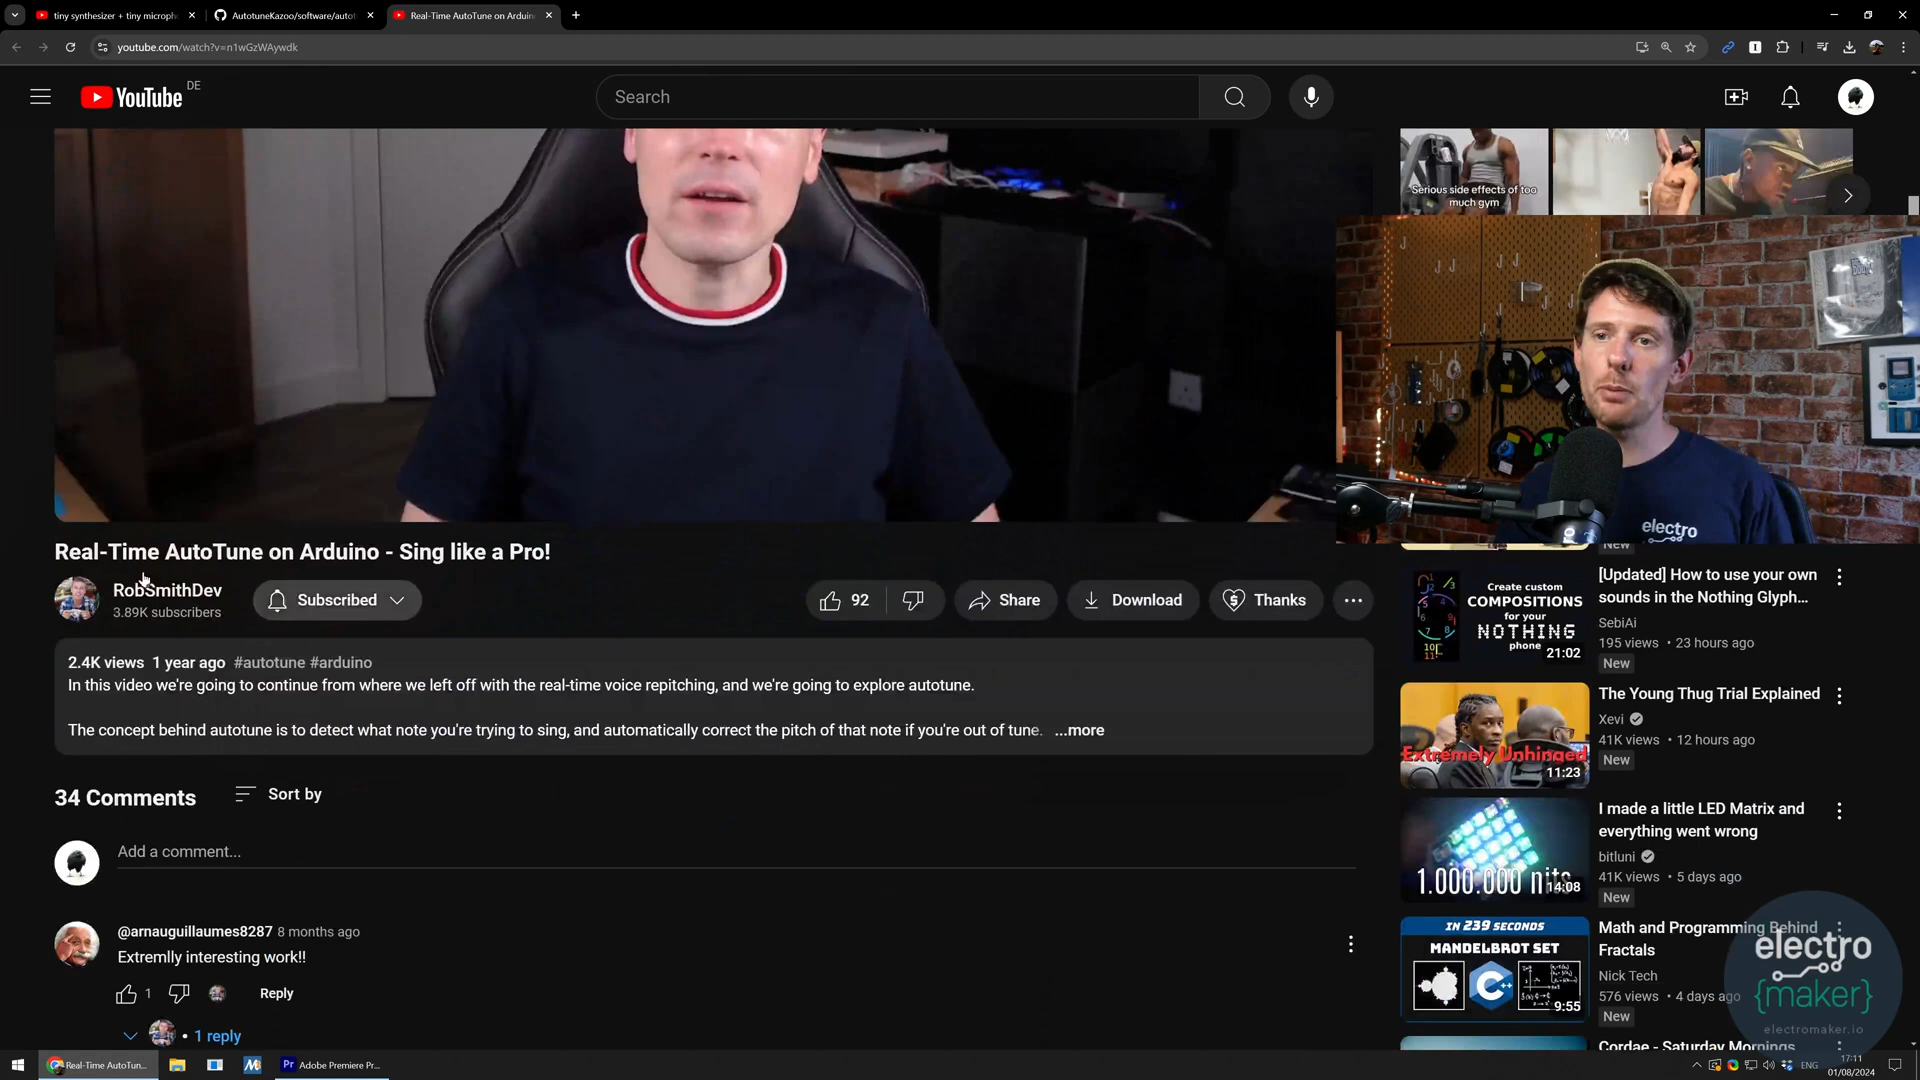 tiny synthesizer + tiny microph
AutotuneKazoo/software/auto
Real-Time AutoTune on Arduin
youtube.com/watch?v=n1wGzWAywdk
YouTube DE
Search
Serious side effects of too
much gym
electro
Real-Time AutoTune on Arduino - Sing like a Pro!
RobSmithDev
3.89K subscribers
Subscribed
92
Share
Download
Thanks
2.4K views 1 year ago #autotune #arduino
In this video we're going to continue from where we left off with the real-time voice repitching, and we're going to explore autotune.
The concept behind autotune is to detect what note you're trying to sing, and automatically correct the pitch of that note if you're out of tune. ...more
34 Comments
Sort by
Add a comment...
@arnauguillaumes8287 8 months ago
Extremlly interesting work!!
1
Reply
1 reply
New
Create custom
COMPOSITIONS
for your
NOTHING
phone
21:02
[Updated] How to use your own
sounds in the Nothing Glyph...
SebiAi
195 views • 23 hours ago
New
Extremely Unhinged
11:23
The Young Thug Trial Explained
Xevi
41K views • 12 hours ago
New
1.000.000 nits
14:08
I made a little LED Matrix and
everything went wrong
bitluni
41K views • 5 days ago
New
IN 239 SECONDS
MANDELBROT SET
C++
9:55
Math and Programming Behind
Fractals
Nick Tech
576 views • 4 days ago
New
Cordae - Saturday Mornings
electro
{maker}
electromaker.io
Real-Time AutoTun...
Adobe Premiere Pr...
ENG
17:11
01/08/2024